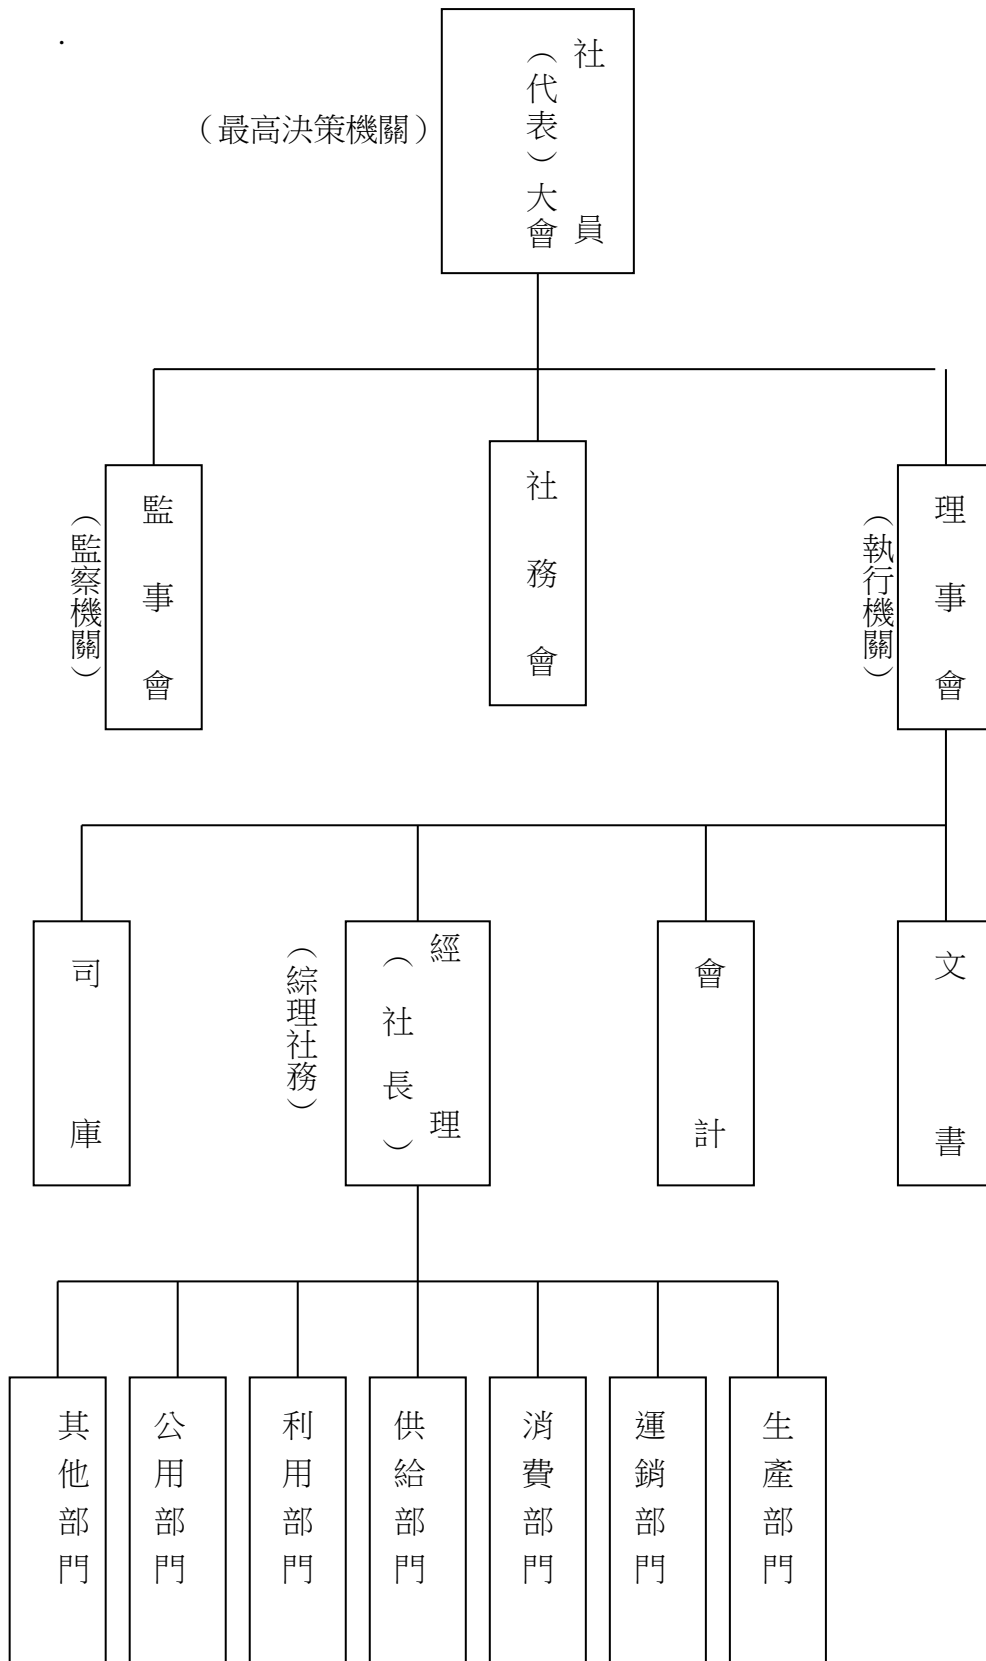 .
社員
（代表）大會
（最高決策機關）
理事會
（執行機關）
社務會
監事會
（監察機關）
文書
會計
經理
（社長）
（綜理社務）
司庫
生產部門
運銷部門
消費部門
供給部門
利用部門
公用部門
其他部門